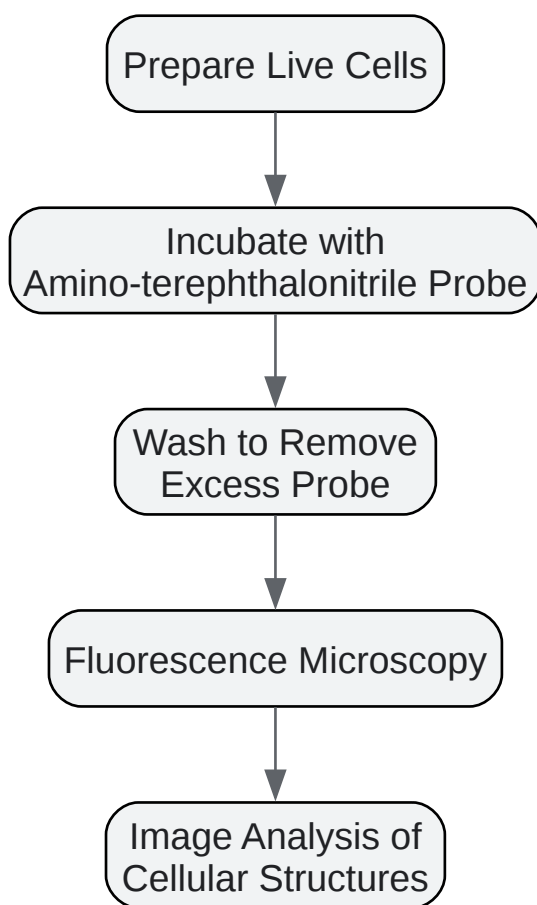 Prepare Live Cells
Incubate with
Amino-terephthalonitrile Probe
Wash to Remove
Excess Probe
Fluorescence Microscopy
Image Analysis of
Cellular Structures